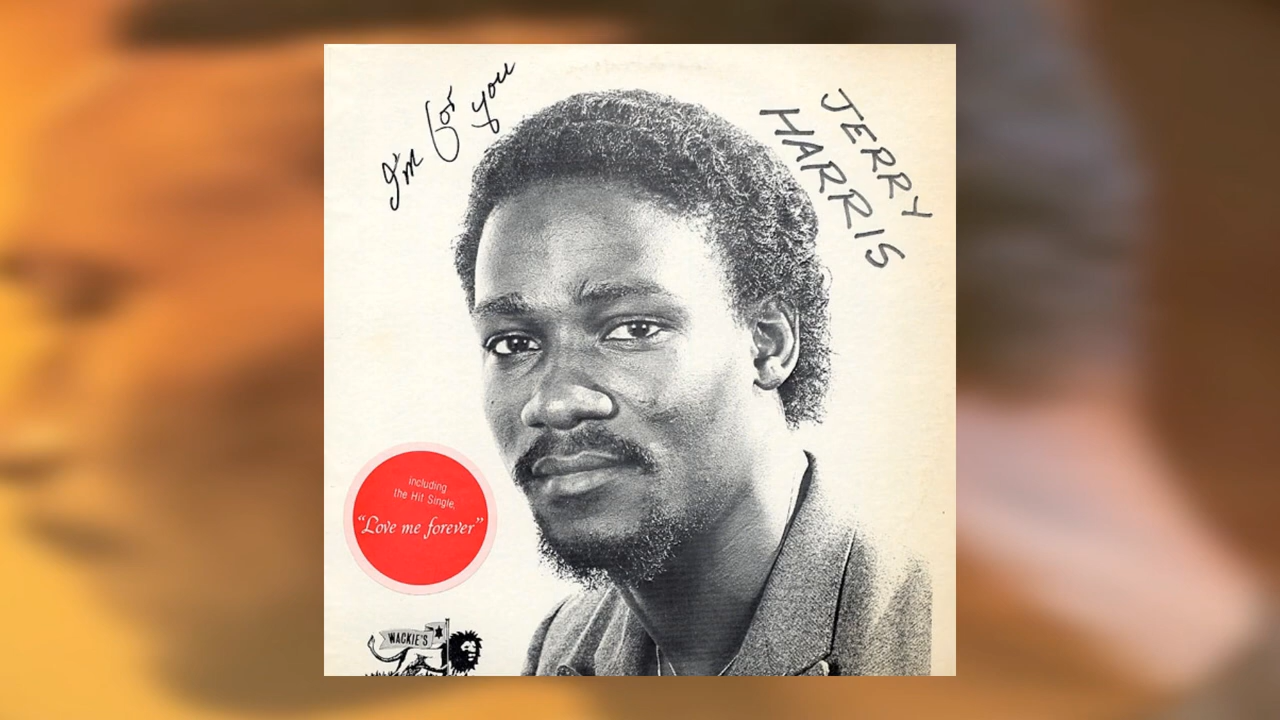 I'm for you
JERRY
HARRIS
including
the Hit Single,
"Love me forever"
WACKIE'S